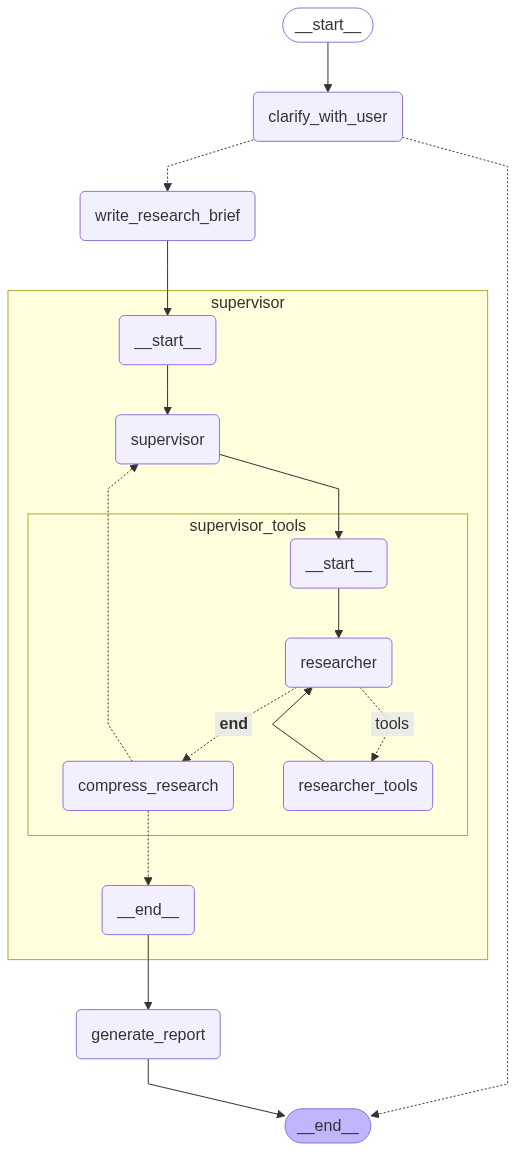 __start__
clarify_with_user
write_research_brief
supervisor
__start__
supervisor
supervisor_tools
__start__
researcher
end
tools
compress_research
researcher_tools
__end__
generate_report
__end__